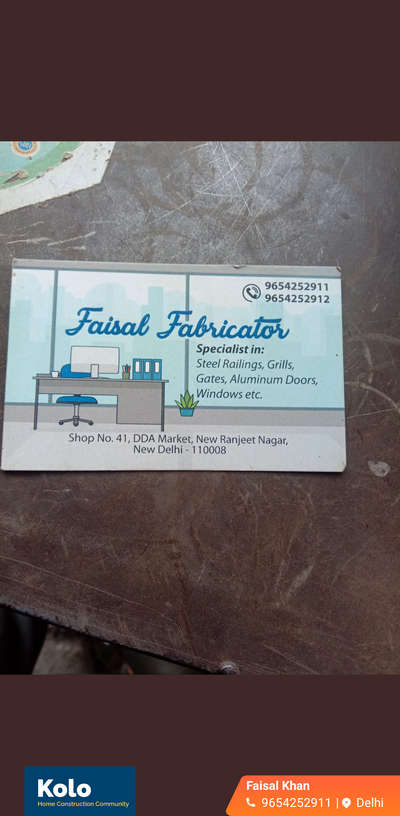 9654252911
9654252912
Faisal Fabricator
Specialist in:
Steel Railings, Grills,
Gates, Aluminum Doors,
Windows etc.
Shop No. 41, DDA Market, New Ranjeet Nagar,
New Delhi - 110008
Kolo
Home Construction Community
Faisal Khan
9654252911 | Delhi